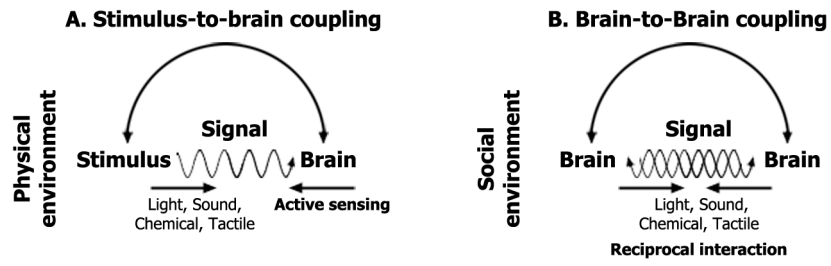 A. Stimulus-to-brain coupling
Physical
environment
Signal
Stimulus
Brain
Light, Sound,
Chemical, Tactile
Active sensing
B. Brain-to-Brain coupling
Social
environment
Signal
Brain
Brain
Light, Sound,
Chemical, Tactile
Reciprocal interaction